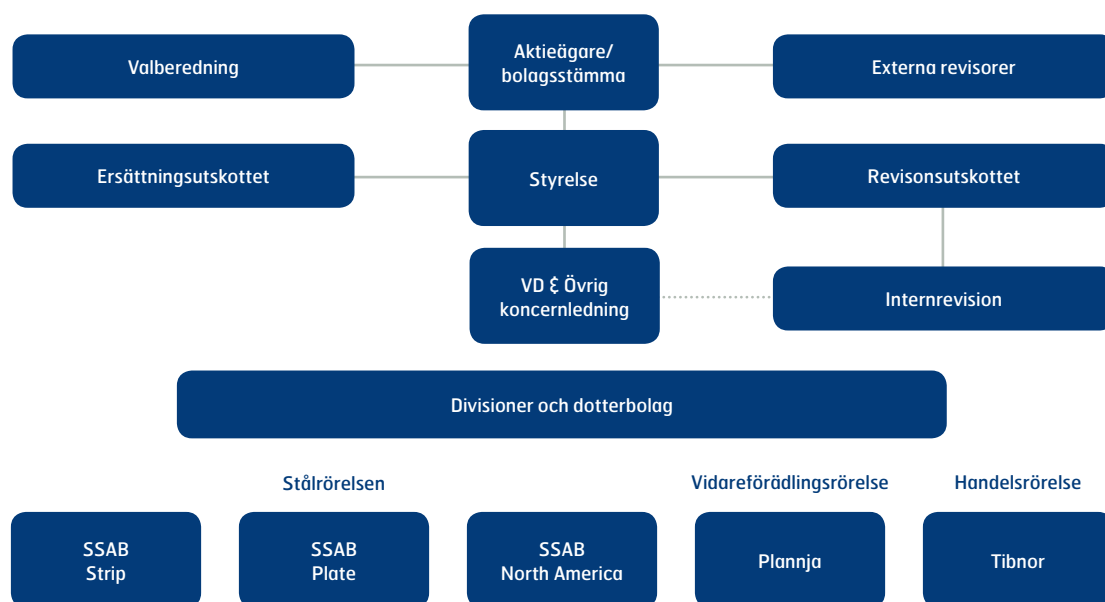 Valberedning
Aktieägare/
bolagsstämma
Externa revisorer
Ersättningsutskottet
Styrelse
Revisonsutskottet
VD & Övrig
koncernledning
Internrevision
Divisioner och dotterbolag
Stålrörelsen
Vidareförädlingsrörelse
Handelsrörelse
SSAB
Strip
SSAB
Plate
SSAB
North America
Plannja
Tibnor